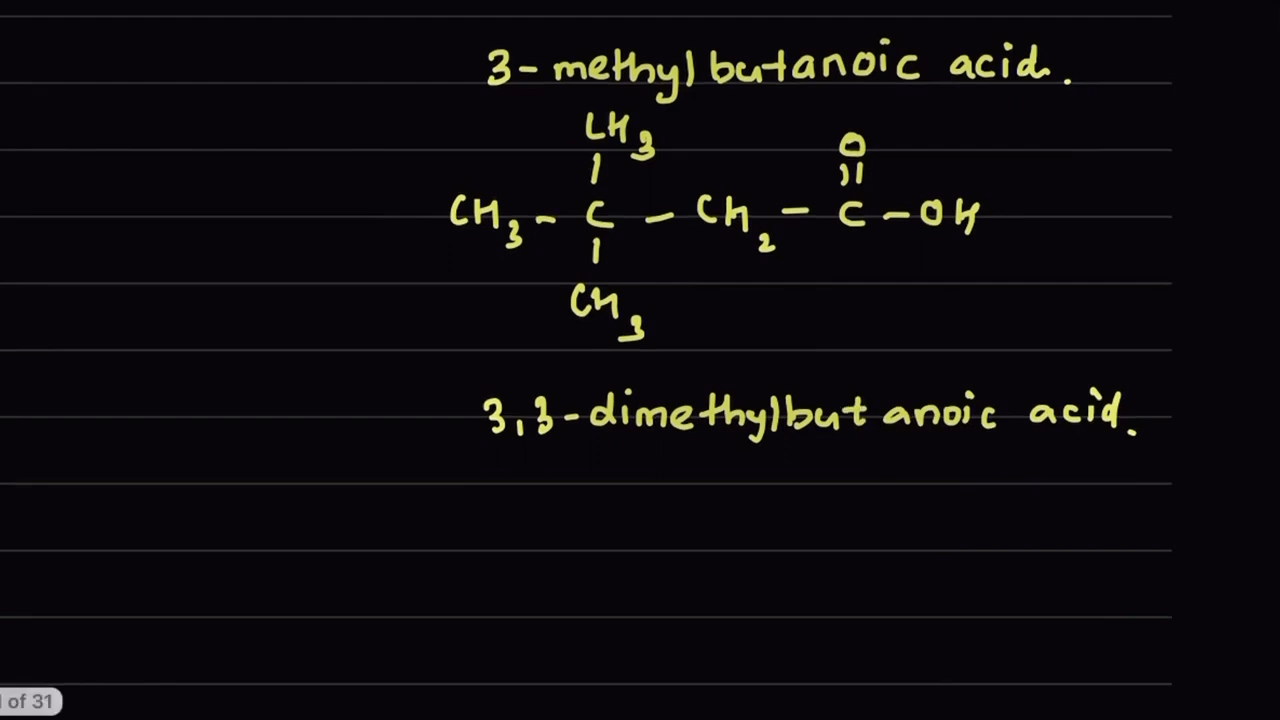 3-methylbutanoic acid.
CH3
O
CH3 - C - CH2 - C - OH
CH3
3,3-dimethylbutanoic acid.
of 31